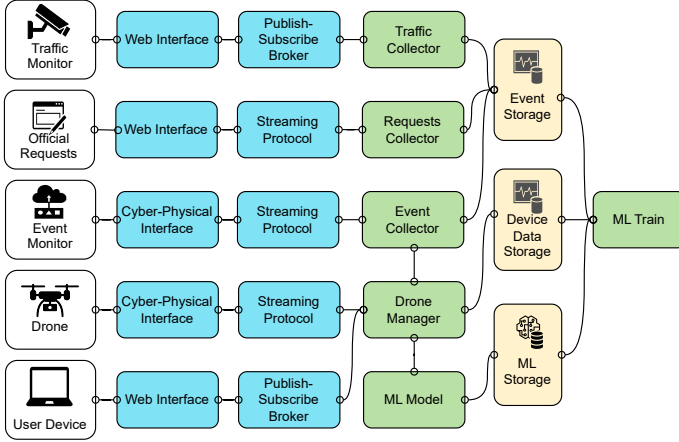 Traffic
Monitor
Web Interface
Publish-
Subscribe
Broker
Traffic
Collector
Event
Storage
Official
Requests
Web Interface
Streaming
Protocol
Requests
Collector
Event
Monitor
Cyber-Physical
Interface
Streaming
Protocol
Event
Collector
Device
Data
Storage
ML Train
Drone
Cyber-Physical
Interface
Streaming
Protocol
Drone
Manager
User Device
Web Interface
Publish-
Subscribe
Broker
ML Model
ML
Storage